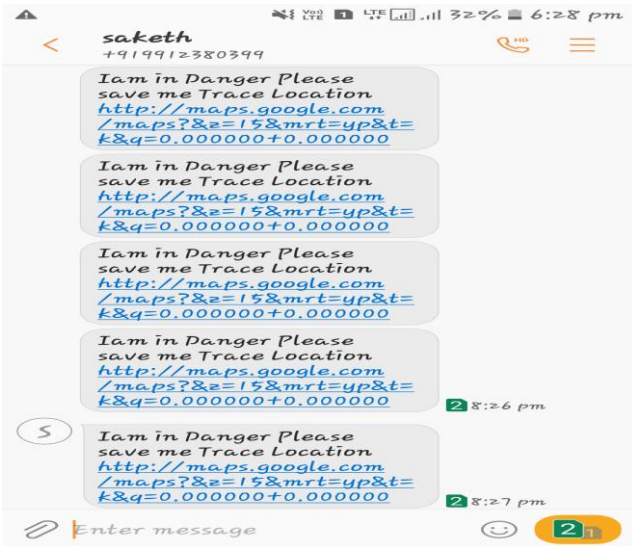 Vo)) LTE 1 LTE 32% 6:28 pm
saketh
HD
+919912380399
Iam in Danger Please
save me Trace Location
http://maps.google.com
/maps?&z=15&mrt=yp&t=
k&q=0.000000+0.000000
Iam in Danger Please
save me Trace Location
http://maps.google.com
/maps?&z=15&mrt=yp&t=
k&q=0.000000+0.000000
Iam in Danger Please
save me Trace Location
http://maps.google.com
/maps?&z=15&mrt=yp&t=
k&q=0.000000+0.000000
Iam in Danger Please
save me Trace Location
http://maps.google.com
/maps?&z=15&mrt=yp&t=
k&q=0.000000+0.000000
2 8:26 pm
S
Iam in Danger Please
save me Trace Location
http://maps.google.com
/maps?&z=15&mrt=yp&t=
k&q=0.000000+0.000000
2 8:27 pm
Enter message
2 1